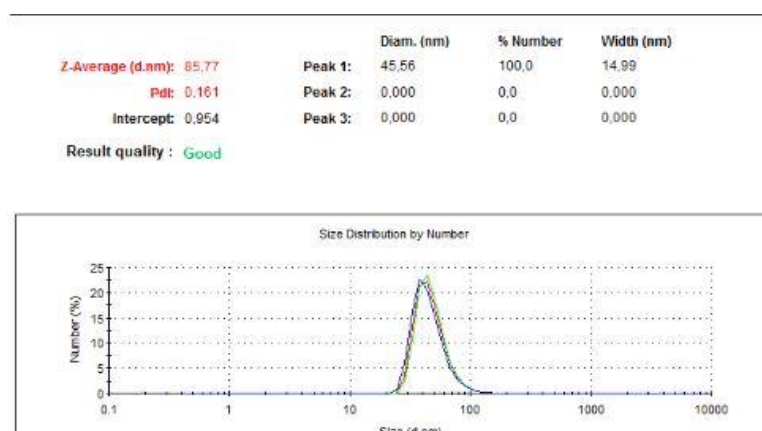 Diam. (nm) % Number Width (nm)
Z-Average (d.nm): 85,77 Peak 1: 45,56 100,0 14,99
PdI: 0,161 Peak 2: 0,000 0,0 0,000
Intercept: 0,954 Peak 3: 0,000 0,0 0,000
Result quality : Good
Size Distribution by Number
Number (%)
25
20
15
10
5
0
0.1 1 10 100 1000 10000
Size (d.nm)